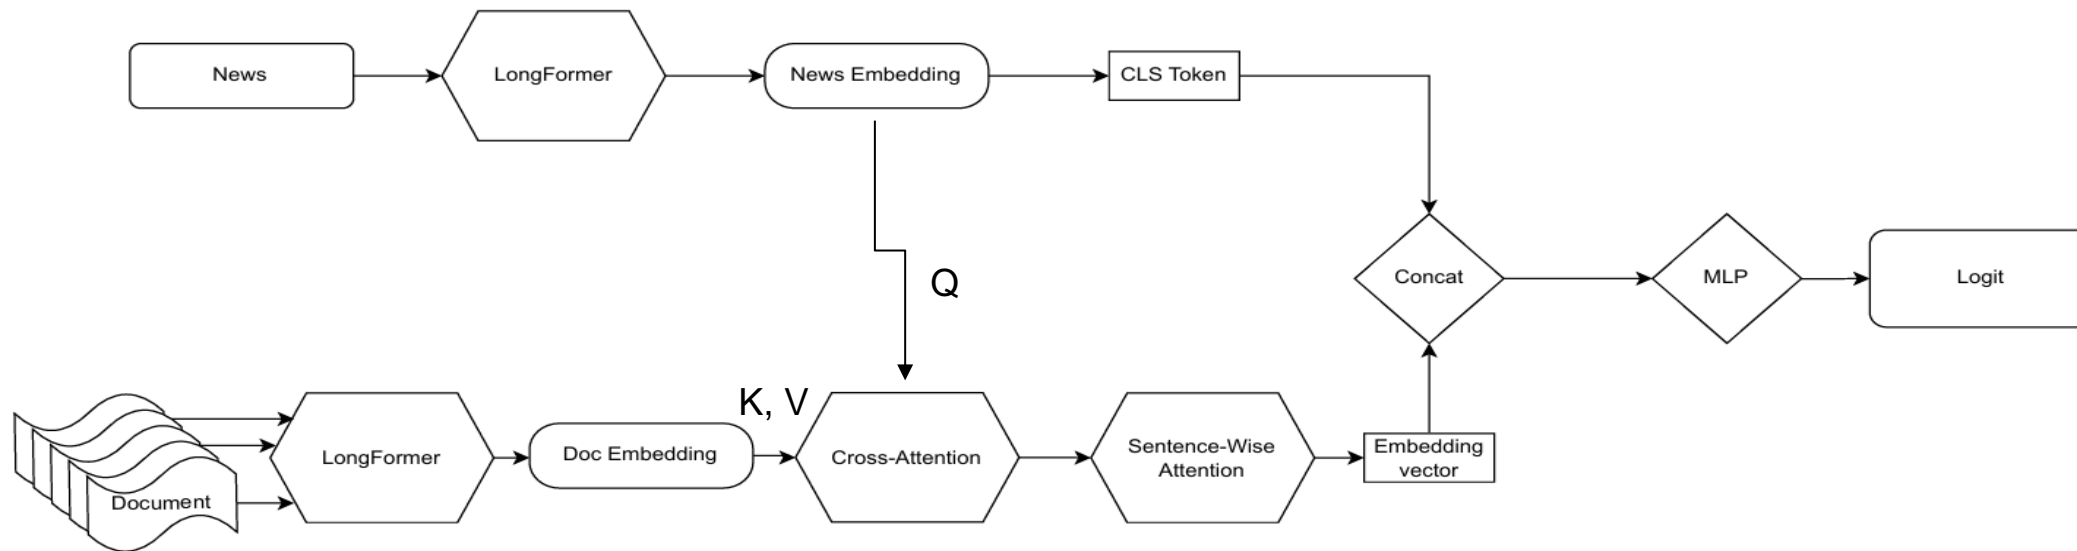 News
LongFormer
News Embedding
CLS Token
Q
Concat
MLP
Logit
K, V
Document
LongFormer
Doc Embedding
Cross-Attention
Sentence-Wise
Attention
Embedding
vector